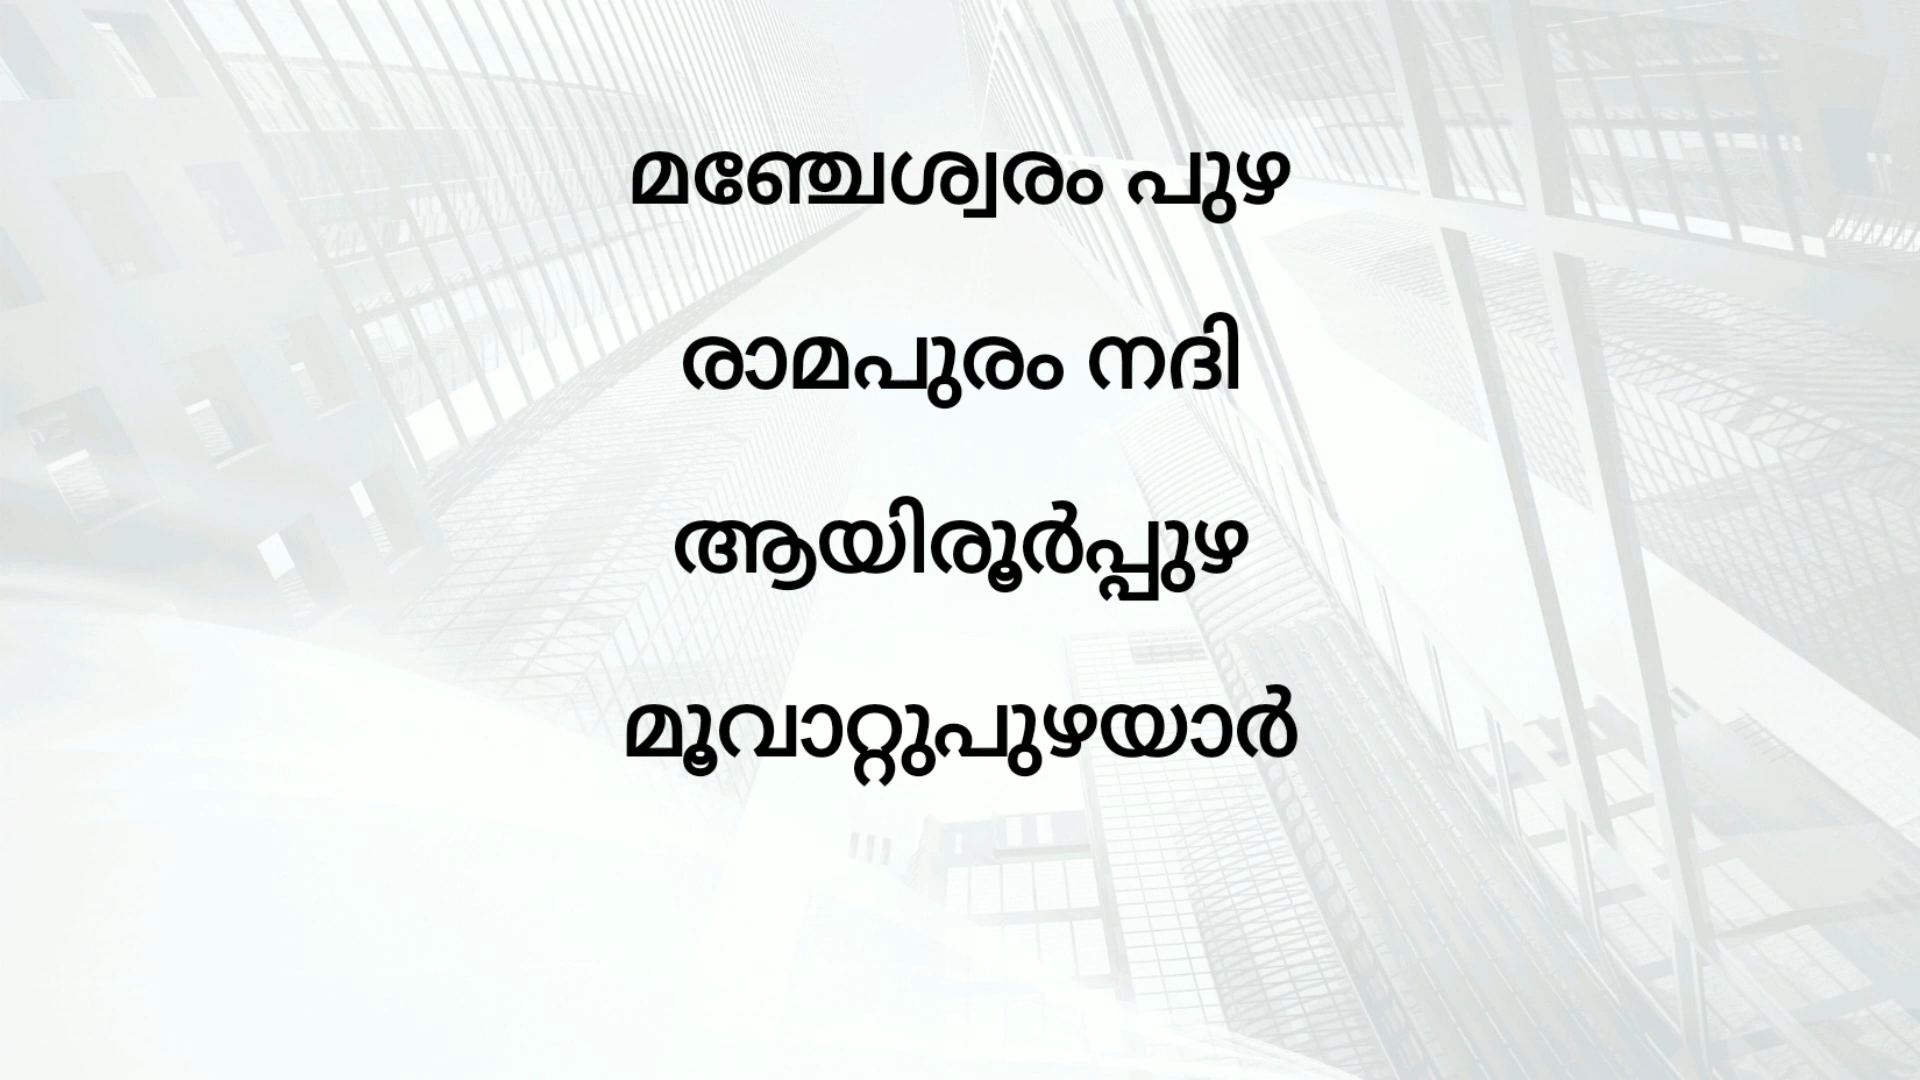 മഞ്ചേശ്വരം പുഴ
രാമപുരം നദി
ആയിരൂർപ്പുഴ
മൂവാറ്റുപുഴയാർ